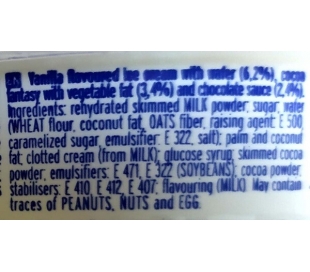 EN Vanilla flavoured ice cream with wafer (6,2%), cocoa
fantasy with vegetable fat (3,4%) and chocolate sauce (2,4%).
Ingredients: rehydrated skimmed MILK powder; sugar; wafer
(WHEAT flour, coconut fat, OATS fiber, raising agent: E 500
caramelized sugar, emulsifier: E 322, salt); palm and coconut
fat; clotted cream (from MILK); glucose syrup; skimmed cocoa
powder; emulsifiers: E 471, E 322 (SOYBEANS); cocoa powder;
stabilisers: E 410, E 412, E 407; flavouring (MILK). May contain
traces of PEANUTS, NUTS and EGG.